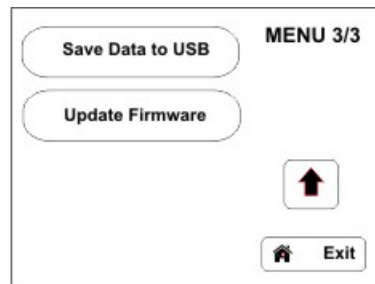 Save Data to USB
MENU 3/3
Update Firmware
Exit